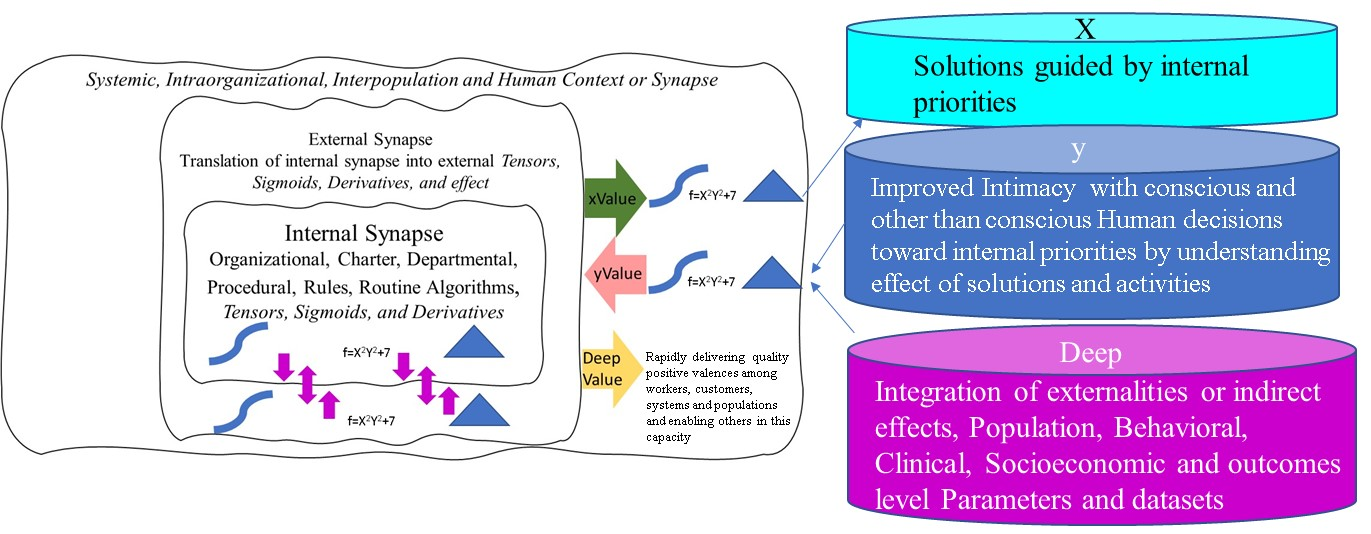 Systemic, Intraorganizational, Interpopulation and Human Context or Synapse
External Synapse
Translation of internal synapse into external Tensors,
Sigmoids, Derivatives, and effect
Internal Synapse
Organizational, Charter, Departmental,
Procedural, Rules, Routine Algorithms,
Tensors, Sigmoids, and Derivatives
f=X²Y²+7
f=X²Y²+7
xValue
f=X²Y²+7
yValue
f=X²Y²+7
Deep
Value
Rapidly delivering quality
positive valences among
workers, customers,
systems and populations
and enabling others in this
capacity
X
Solutions guided by internal
priorities
y
Improved Intimacy with conscious and
other than conscious Human decisions
toward internal priorities by understanding
effect of solutions and activities
Deep
Integration of externalities or indirect
effects, Population, Behavioral,
Clinical, Socioeconomic and outcomes
level Parameters and datasets